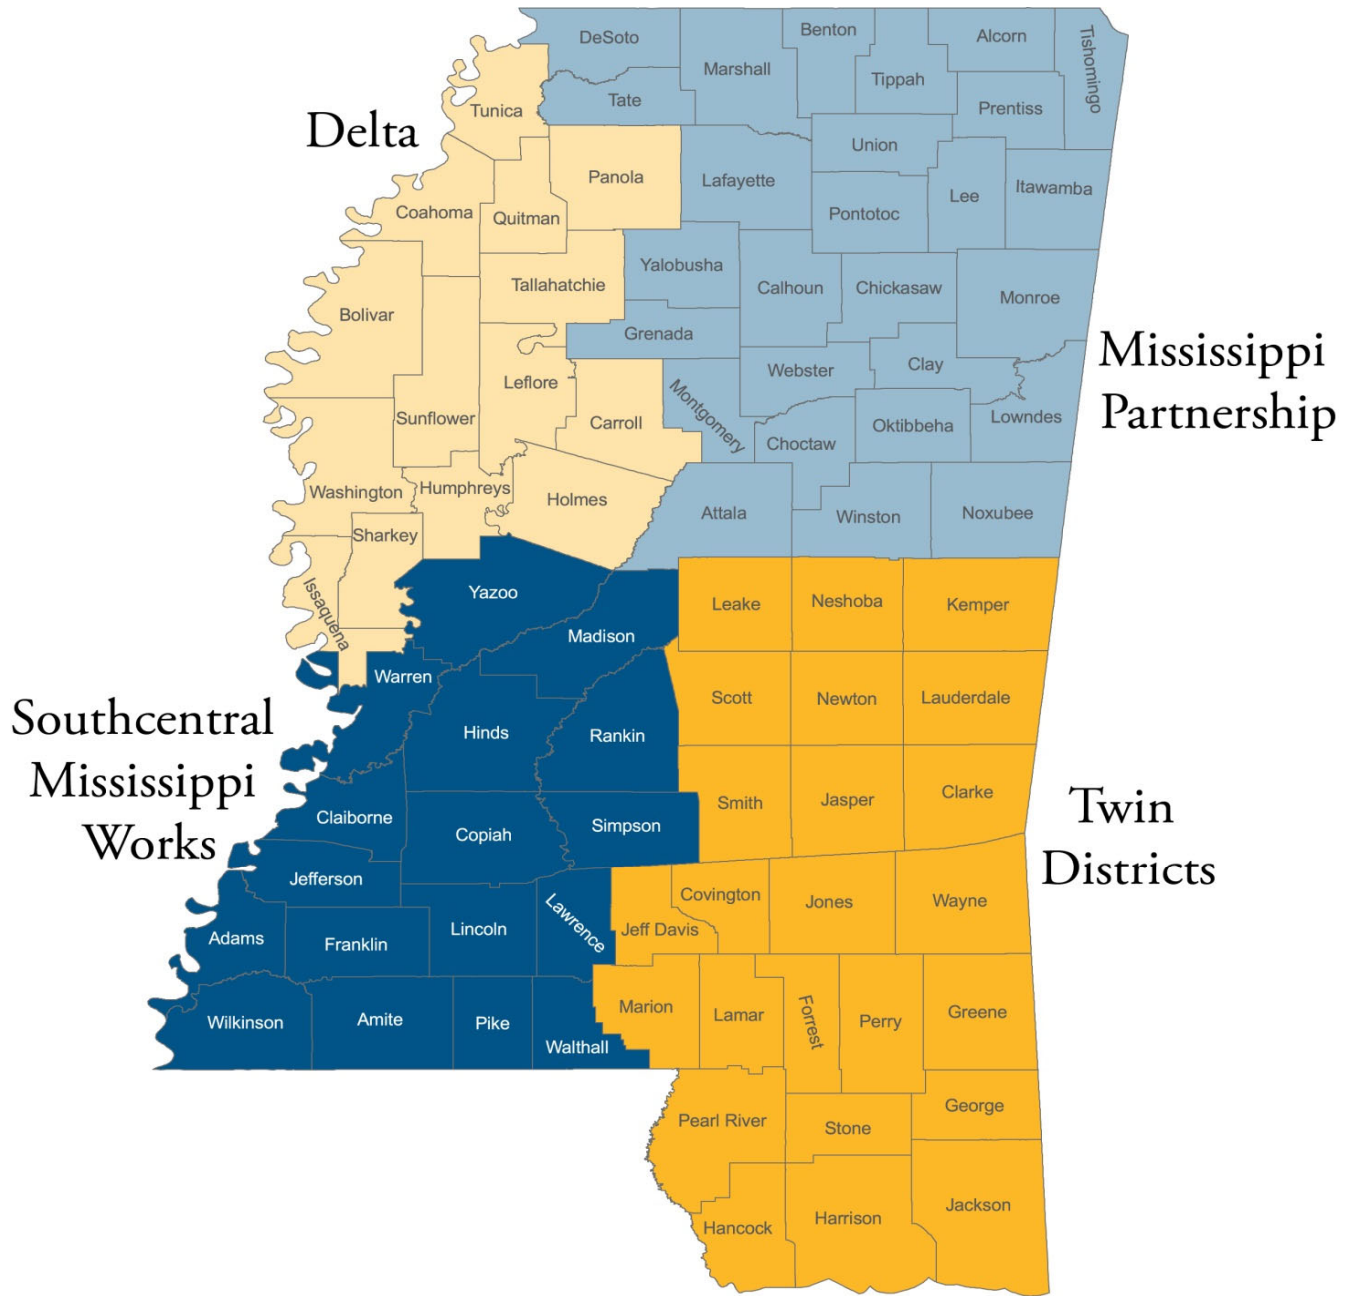 DeSoto
Benton
Alcorn
Tishomingo
Marshall
Tippah
Tate
Prentiss
Tunica
Delta
Union
Panola
Lafayette
Lee
Itawamba
Coahoma
Quitman
Pontotoc
Yalobusha
Tallahatchie
Calhoun
Chickasaw
Monroe
Bolivar
Grenada
Mississippi
Partnership
Webster
Clay
Leflore
Montgomery
Sunflower
Carroll
Choctaw
Oktibbeha
Lowndes
Washington
Humphreys
Holmes
Attala
Winston
Noxubee
Sharkey
Issaquena
Yazoo
Leake
Neshoba
Kemper
Madison
Warren
Scott
Newton
Lauderdale
Southcentral
Mississippi
Works
Hinds
Rankin
Smith
Jasper
Clarke
Twin
Districts
Claiborne
Copiah
Simpson
Jefferson
Covington
Jones
Wayne
Lawrence
Jeff Davis
Adams
Franklin
Lincoln
Marion
Lamar
Forrest
Perry
Greene
Wilkinson
Amite
Pike
Walthall
Pearl River
Stone
George
Hancock
Harrison
Jackson